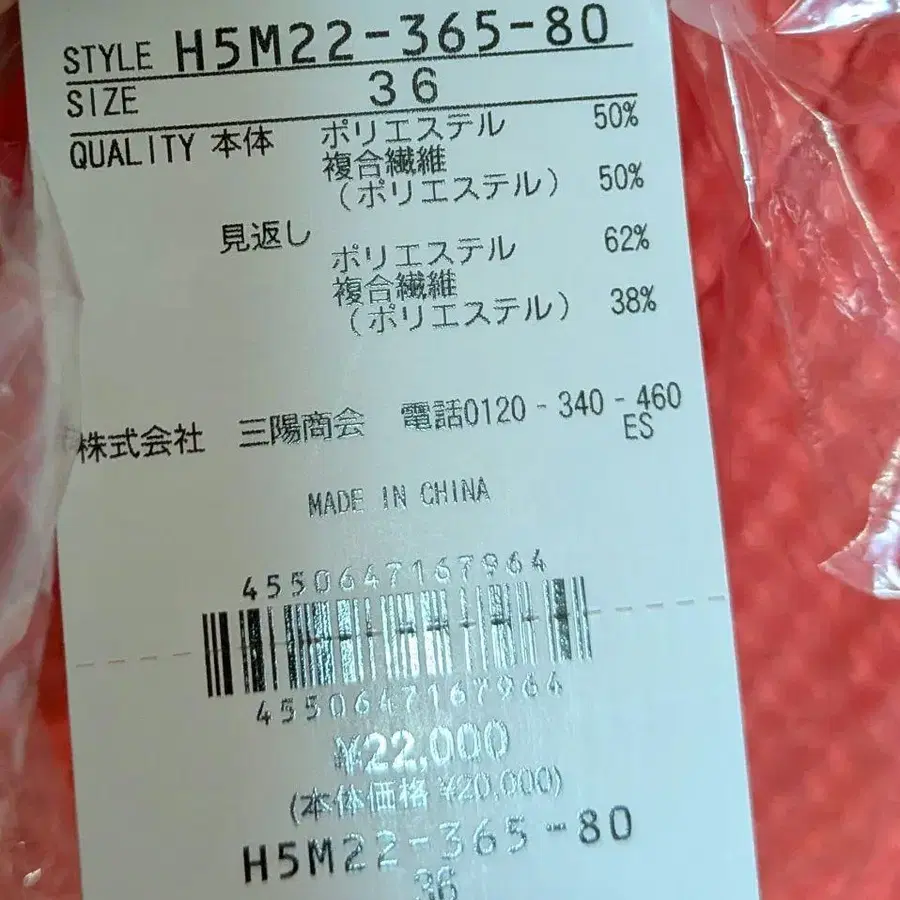 STYLE H5M22-365-80
SIZE 36
QUALITY 本体 ポリエステル 50%
複合繊維
（ポリエステル） 50%
見返し
ポリエステル 62%
複合繊維
（ポリエステル） 38%
株式会社 三陽商会 電話0120-340-460
ES
MADE IN CHINA
4550647167964
4550647167964
¥22,000
(本体価格 ¥20,000)
H5M22-365-80
36